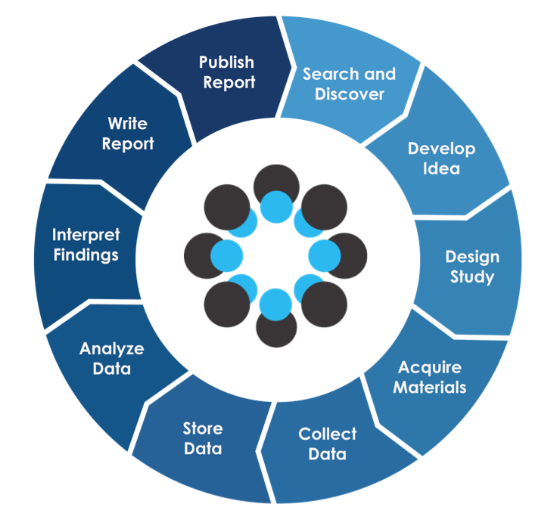 Search and
Discover
Develop
Idea
Design
Study
Acquire
Materials
Collect
Data
Store
Data
Analyze
Data
Interpret
Findings
Write
Report
Publish
Report